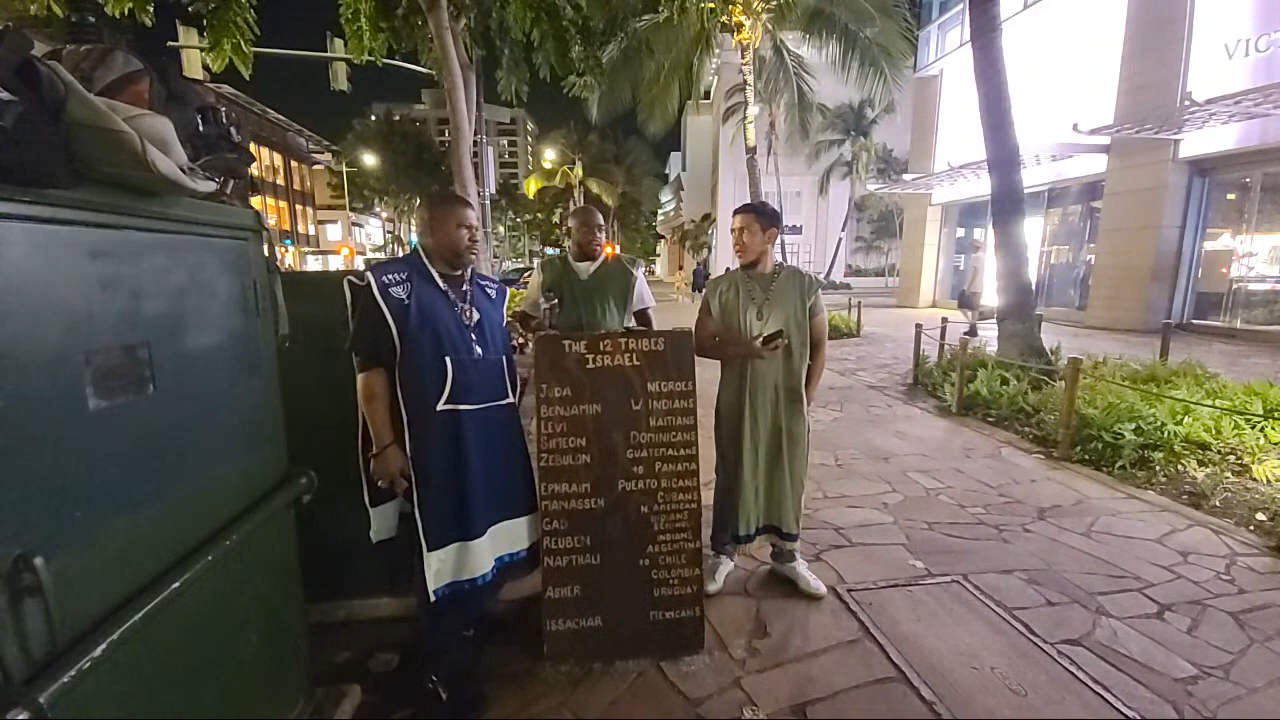 VIC
THE 12 TRIBES
ISRAEL
JUDA NEGROES
BENJAMIN W INDIANS
LEVI HAITIANS
SIMEON DOMINICANS
ZEBULON GUATEMALANS
to PANAMA
EPHRAIM PUERTO RICANS
MANASSEH CUBANS
GAD N. AMERICAN
INDIANS
REUBEN INDIANS
NAPTHALI ARGENTINA
to CHILE
COLOMBIA
ASHER to
URUGUAY
ISSACHAR MEXICANS